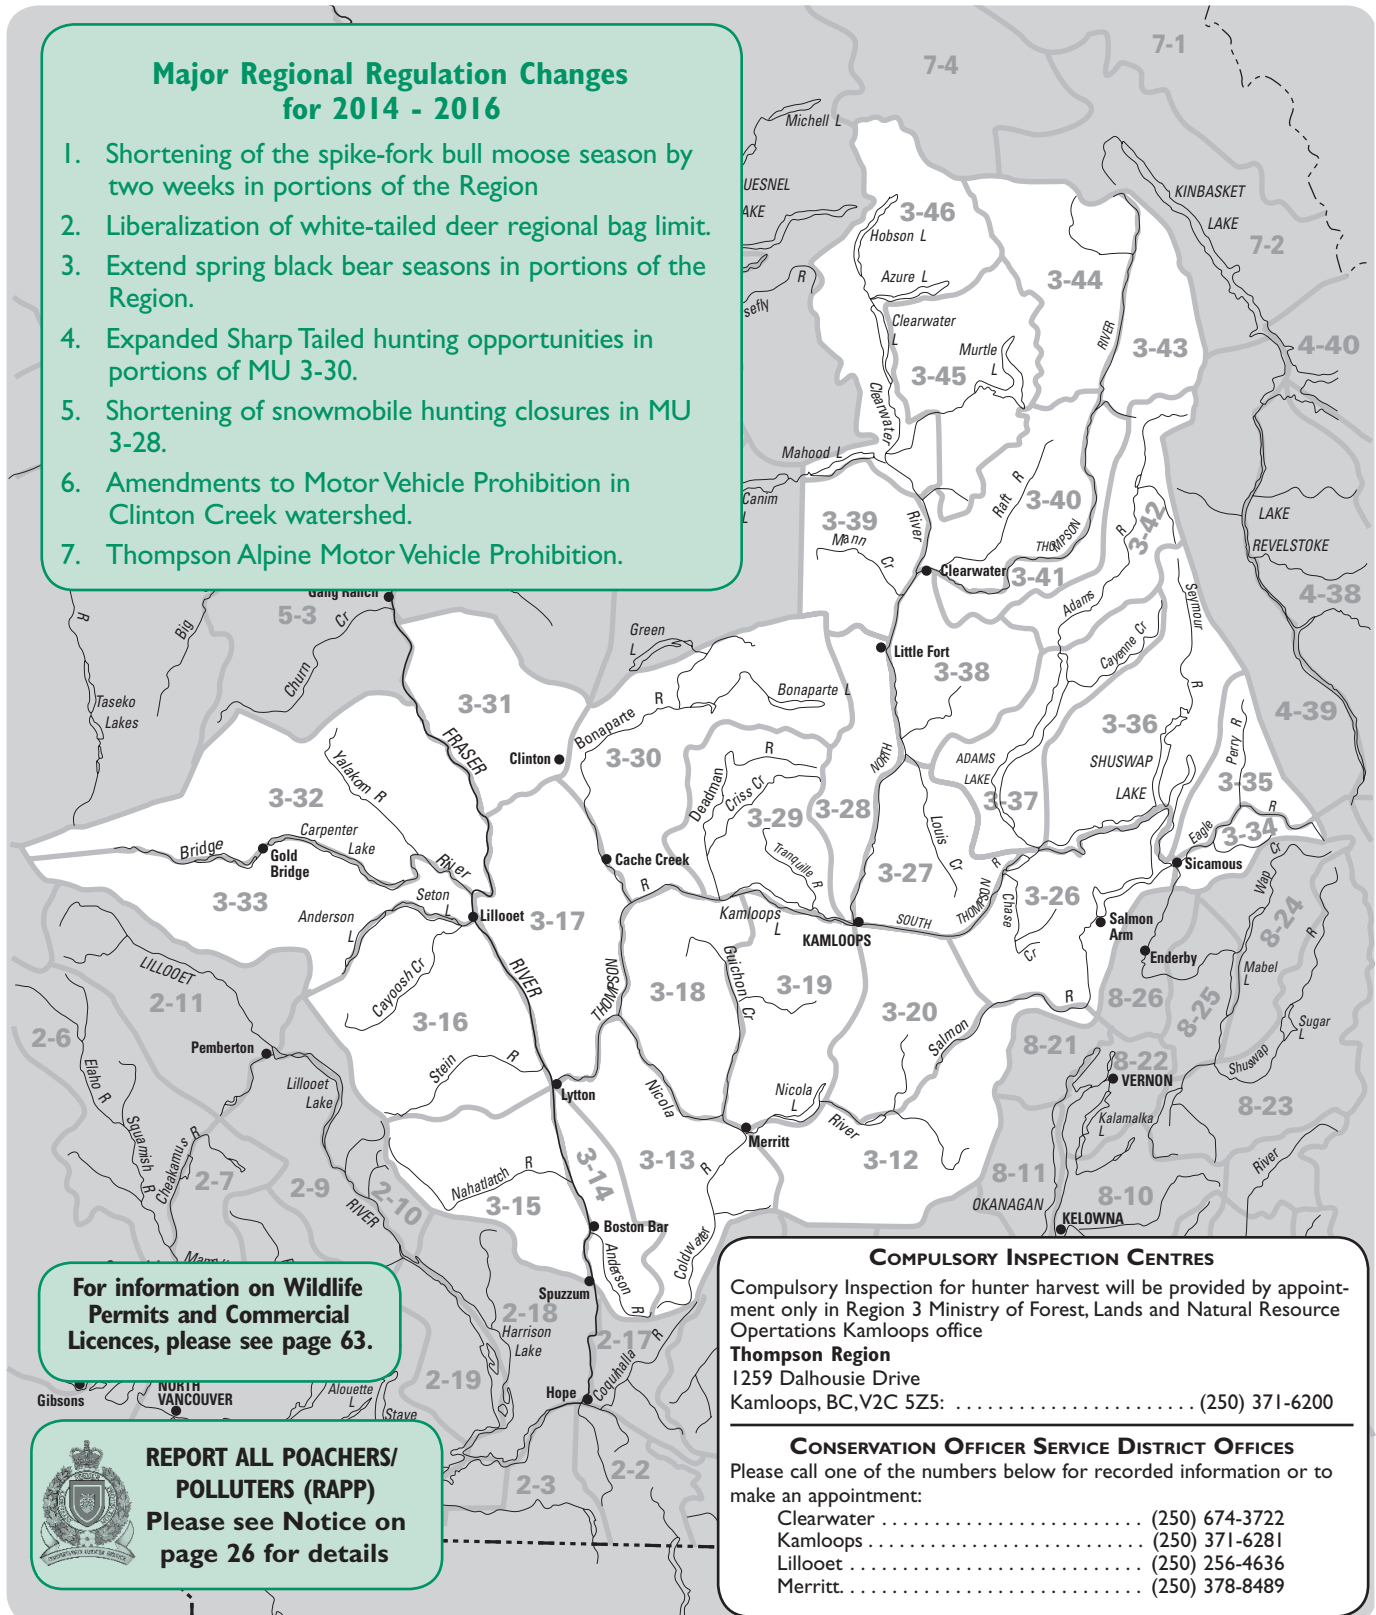 Major Regional Regulation Changes
for 2014 - 2016
1. Shortening of the spike-fork bull moose season by
two weeks in portions of the Region
2. Liberalization of white-tailed deer regional bag limit.
3. Extend spring black bear seasons in portions of the
Region.
4. Expanded Sharp Tailed hunting opportunities in
portions of MU 3-30.
5. Shortening of snowmobile hunting closures in MU
3-28.
6. Amendments to Motor Vehicle Prohibition in
Clinton Creek watershed.
7. Thompson Alpine Motor Vehicle Prohibition.
7-1
7-4
Michell L
UESNEL
AKE
KINBASKET
LAKE
7-2
3-46
Hobson L
Azure L
R
sefly
3-44
Clearwater
L
Murtle
L
3-45
RIVER
3-43
4-40
Clearwater
Mahood L
Canim
L
Raft R
3-40
3-42
3-39
Mann
Cr
River
THOMPSON
R
LAKE
REVELSTOKE
Clearwater
3-41
Adams
Seymour
R
4-38
Gang Ranch
5-3
Cr
Churn
R
Big
Taseko
Lakes
Green
L
Little Fort
3-38
Cayenne Cr
Bonaparte L
3-31
Bonaparte
R
3-36
4-39
FRASER
Clinton
3-30
NORTH
ADAMS
LAKE
SHUSWAP
LAKE
Perry R
3-35
Yalakom R
3-32
Deadman
R
Criss Cr
3-29
3-28
3-37
Carpenter
Lake
Bridge
Gold
Bridge
River
Tranquille R
Louis
Cr
Eagle
R
3-34
Cache Creek
R
Sicamous
3-33
Seton
L
Anderson
L
Lillooet
3-17
Kamloops
L
KAMLOOPS
3-27
SOUTH
THOMPSON
R
Chase
Cr
3-26
Salmon
Arm
Wap
Cr
8-24
R
Enderby
Mabel
L
LILLOOET
2-11
Cayoosh Cr
RIVER
THOMPSON
3-18
Guichon
Cr
3-19
3-20
Salmon
R
8-26
8-25
Sugar
L
2-6
3-16
Stein
R
8-21
8-22
VERNON
Shuswap
Pemberton
Lillooet
Lake
Elaho R
Squamish
R
Cheakamus R
Lytton
Nicola
Nicola
L
River
Merritt
Kalamalka
L
8-23
2-7
2-9
2-10
RIVER
Nahatlatch
R
3-15
3-14
3-13
R
3-12
8-11
OKANAGAN
8-10
River
KELOWNA
Boston Bar
Anderson
R
Coldwater
Spuzzum
2-18
Harrison
Lake
2-17
R
Coquihalla
2-19
Hope
Gibsons
NORTH
VANCOUVER
Alouette
L
Stave
2-3
2-2
For information on Wildlife
Permits and Commercial
Licences, please see page 63.
REPORT ALL POACHERS/
POLLUTERS (RAPP)
Please see Notice on
page 26 for details
COMPULSORY INSPECTION CENTRES
Compulsory Inspection for hunter harvest will be provided by appoint-
ment only in Region 3 Ministry of Forest, Lands and Natural Resource
Opertations Kamloops office
Thompson Region
1259 Dalhousie Drive
Kamloops, BC, V2C 5Z5: . . . . . . . . . . . . . . . . . . . . . . . . (250) 371-6200
CONSERVATION OFFICER SERVICE DISTRICT OFFICES
Please call one of the numbers below for recorded information or to
make an appointment:
Clearwater . . . . . . . . . . . . . . . . . . . . . . . . . . (250) 674-3722
Kamloops . . . . . . . . . . . . . . . . . . . . . . . . . . . . (250) 371-6281
Lillooet . . . . . . . . . . . . . . . . . . . . . . . . . . . . . . (250) 256-4636
Merritt. . . . . . . . . . . . . . . . . . . . . . . . . . . . . . . (250) 378-8489